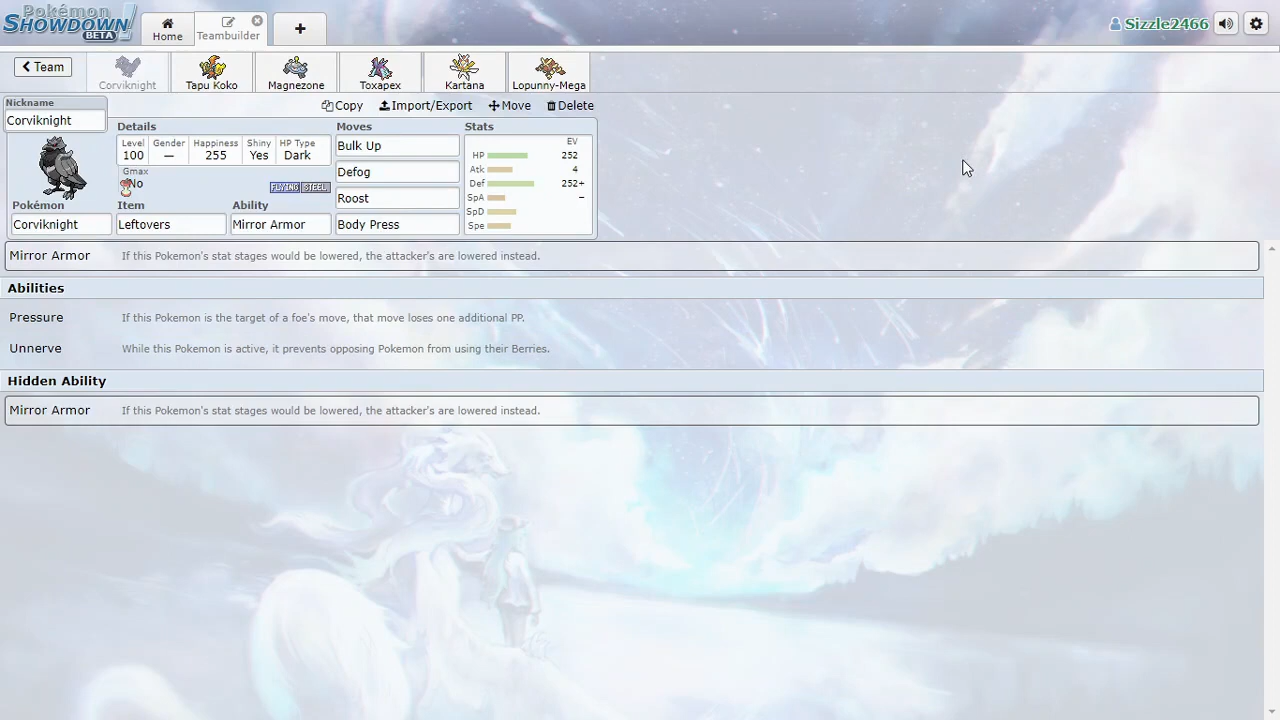 Pokémon
SHOWDOWN!
BETA
Home
Teambuilder
+
Sizzle2466
Team
Corviknight
Tapu Koko
Magnezone
Toxapex
Kartana
Lopunny-Mega
Nickname
Corviknight
Copy
Import/Export
Move
Delete
Details
Level Gender Happiness Shiny HP Type
100 — 255 Yes Dark
Gmax
No
FLYING STEEL
Pokémon
Corviknight
Item
Leftovers
Ability
Mirror Armor
Moves
Bulk Up
Defog
Roost
Body Press
Stats
EV
HP 252
Atk 4
Def 252+
SpA −
SpD
Spe
Mirror Armor If this Pokemon's stat stages would be lowered, the attacker's are lowered instead.
Abilities
Pressure If this Pokemon is the target of a foe's move, that move loses one additional PP.
Unnerve While this Pokemon is active, it prevents opposing Pokemon from using their Berries.
Hidden Ability
Mirror Armor If this Pokemon's stat stages would be lowered, the attacker's are lowered instead.